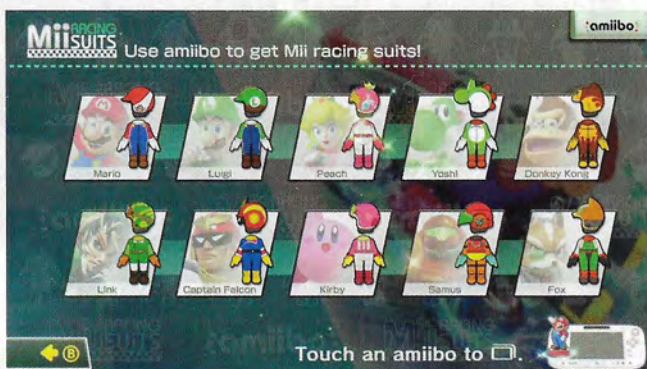 Mii RACING SUITS
Use amiibo to get Mii racing suits!
amiibo
Mario
Luigi
Peach
Yoshi
Donkey Kong
Link
Captain Falcon
Kirby
Samus
Fox
B
Touch an amiibo to .